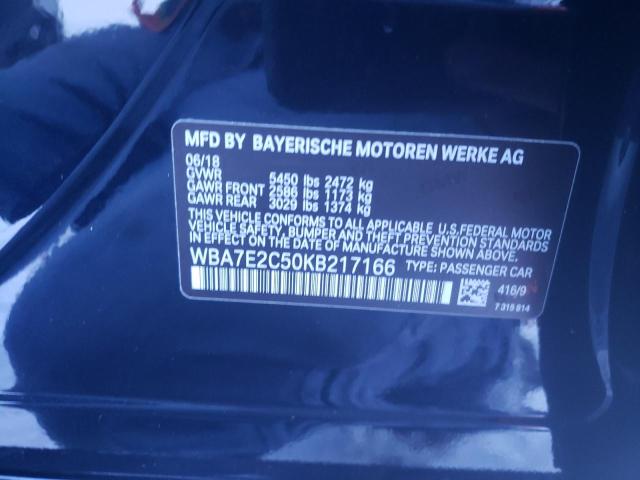 MFD BY BAYERISCHE MOTOREN WERKE AG
06/18
GVWR 5450 lbs 2472 kg
GAWR FRONT 2586 lbs 1173 kg
GAWR REAR 3029 lbs 1374 kg
THIS VEHICLE CONFORMS TO ALL APPLICABLE U.S.FEDERAL MOTOR
VEHICLE SAFETY, BUMPER AND THEFT PREVENTION STANDARDS
IN EFFECT ON THE DATE OF MANUFACTURE SHOWN ABOVE.
WBA7E2C50KB217166 TYPE: PASSENGER CAR
416/9
7 315 814